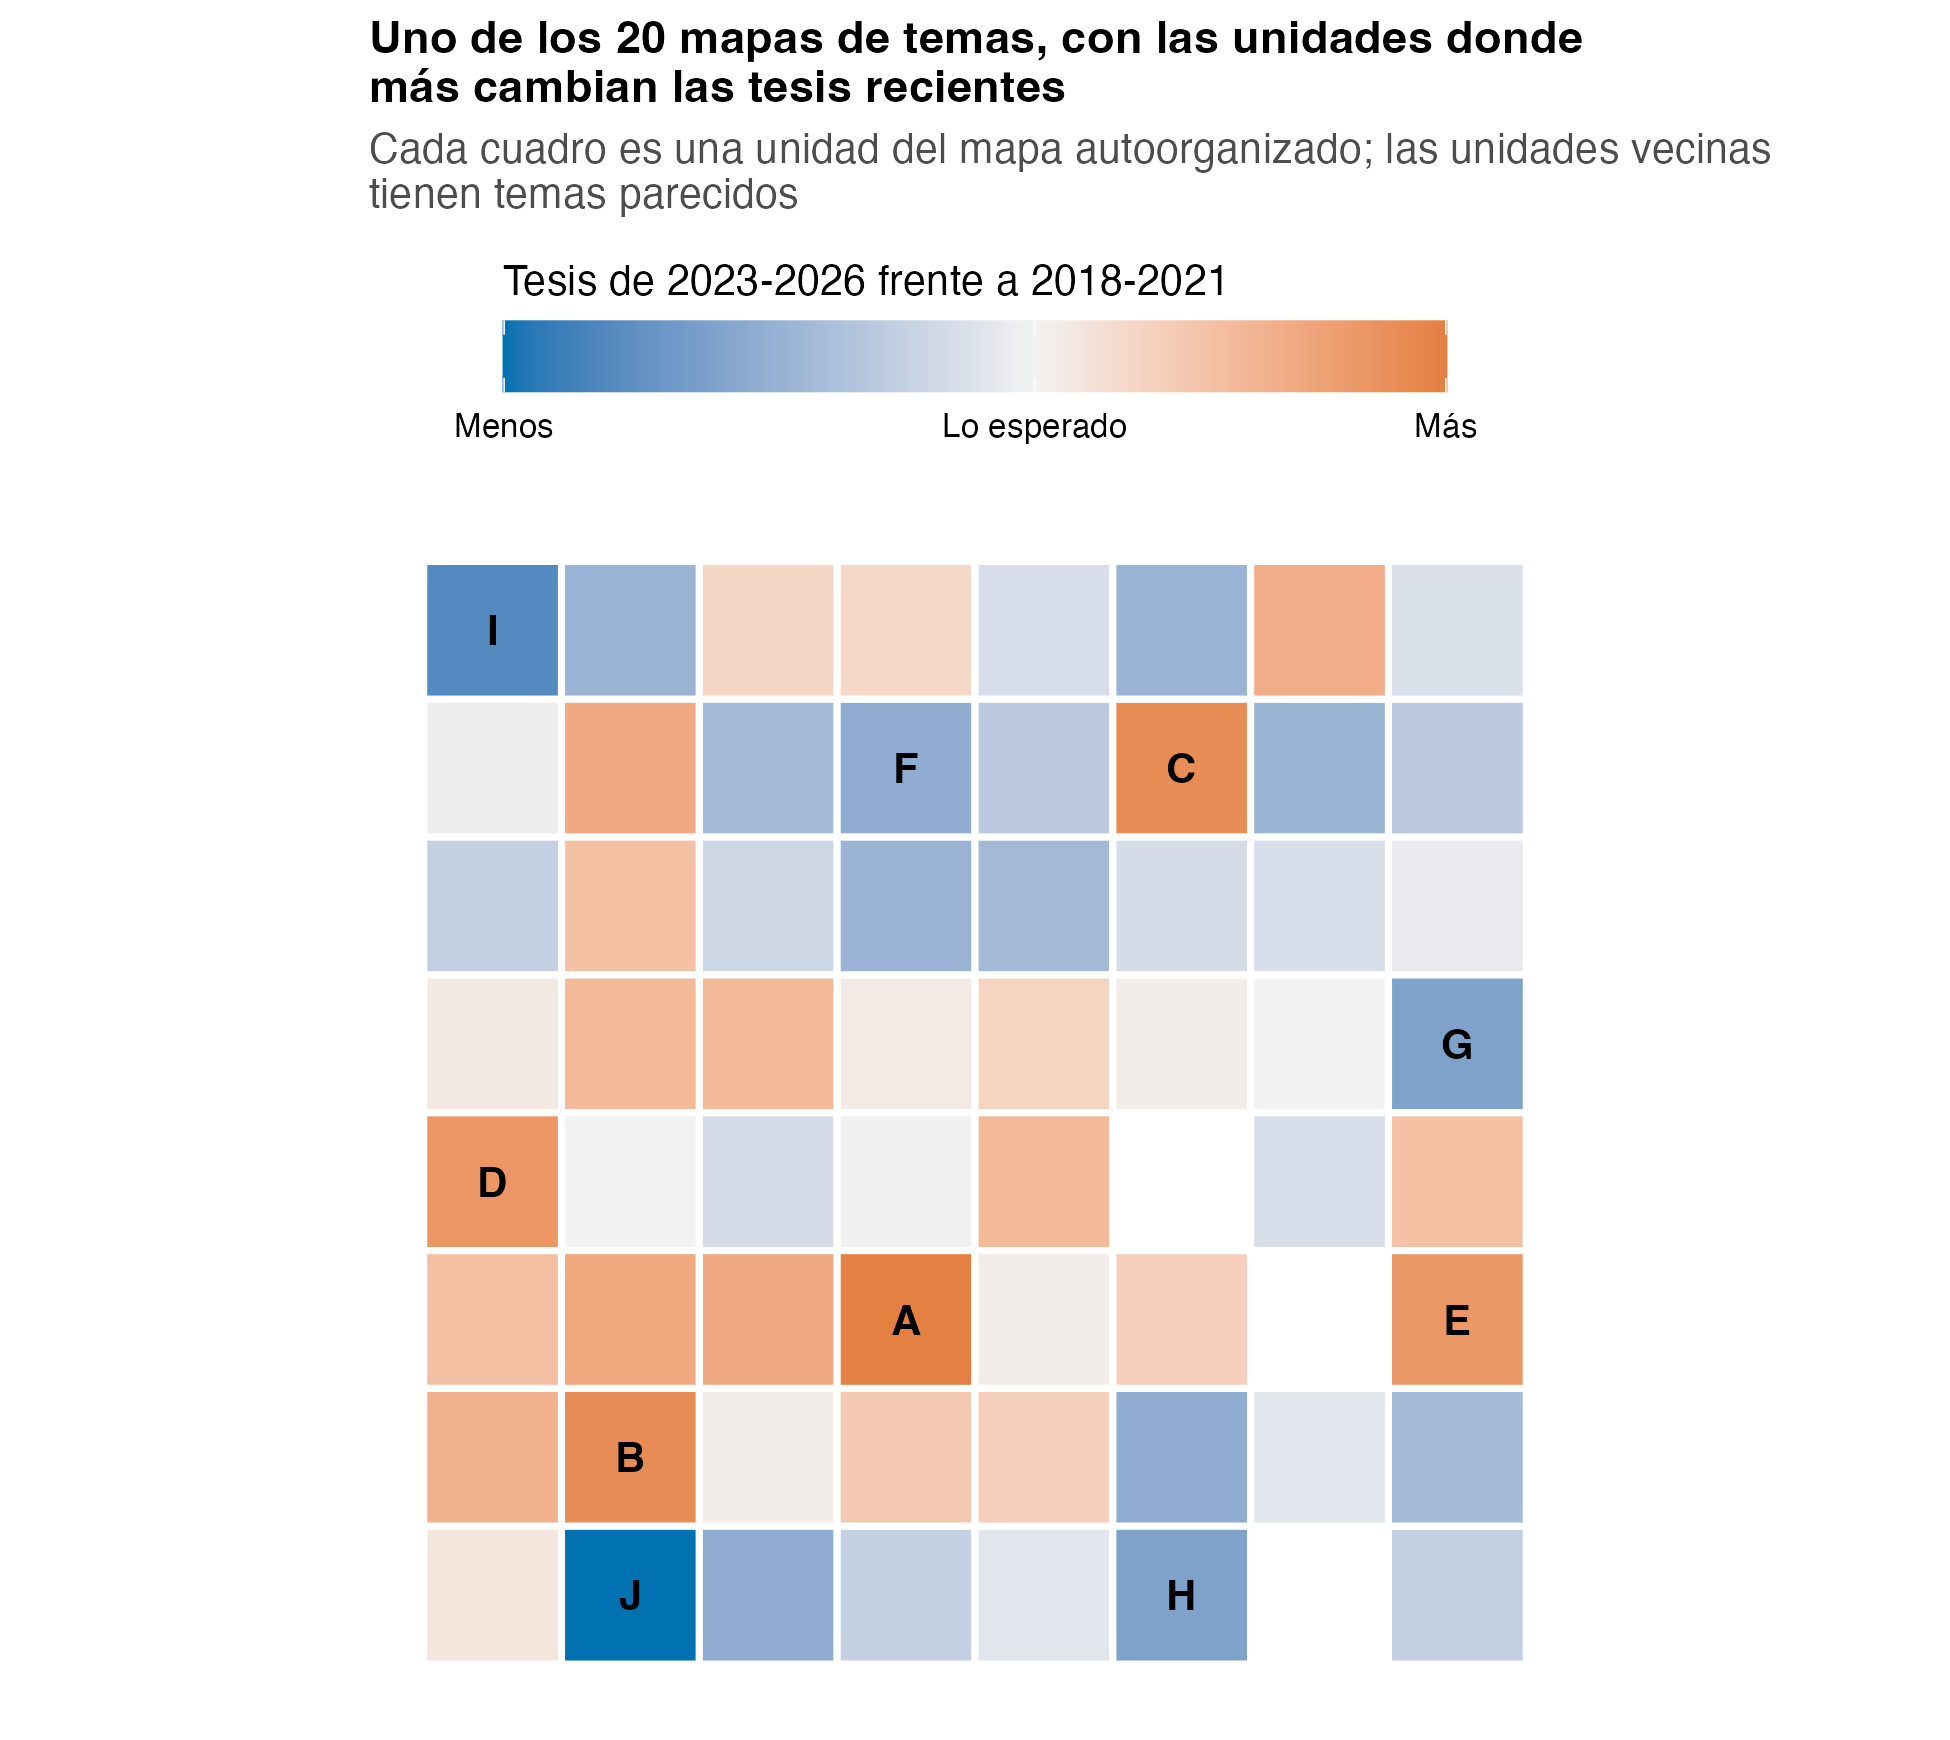 Uno de los 20 mapas de temas, con las unidades donde
más cambian las tesis recientes
Cada cuadro es una unidad del mapa autoorganizado; las unidades vecinas
tienen temas parecidos
Tesis de 2023-2026 frente a 2018-2021
Menos Lo esperado Más
I
F C
G
D
A E
B
J H